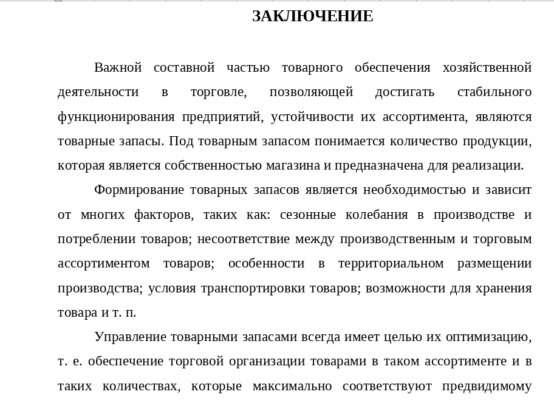 ЗАКЛЮЧЕНИЕ
Важной составной частью товарного обеспечения хозяйственной
деятельности в торговле, позволяющей достигать стабильного
функционирования предприятий, устойчивости их ассортимента, являются
товарные запасы. Под товарным запасом понимается количество продукции,
которая является собственностью магазина и предназначена для реализации.
Формирование товарных запасов является необходимостью и зависит
от многих факторов, таких как: сезонные колебания в производстве и
потреблении товаров; несоответствие между производственным и торговым
ассортиментом товаров; особенности в территориальном размещении
производства; условия транспортировки товаров; возможности для хранения
товара и т. п.
Управление товарными запасами всегда имеет целью их оптимизацию,
т. е. обеспечение торговой организации товарами в таком ассортименте и в
таких количествах, которые максимально соответствуют предвидимому